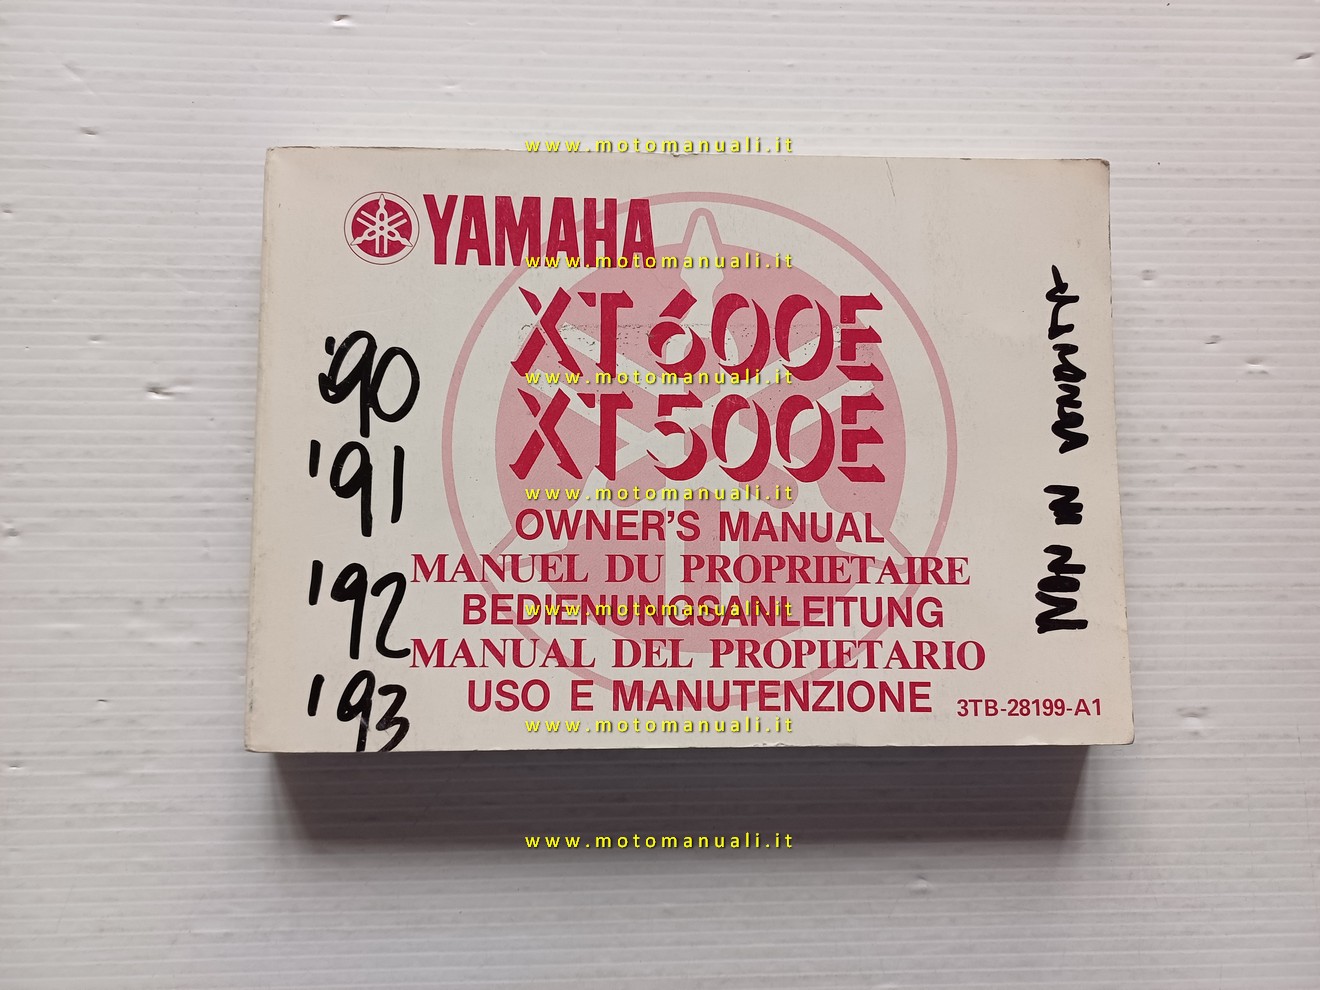 www.motomanuali.it
YAMAHA
www.motomanuali.it
XT600E
www.motomanuali.it
XT500E
www.motomanuali.it
OWNER'S MANUAL
MANUEL DU PROPRIETAIRE
BEDIENUNGSANLEITUNG
www.motomanuali.it
MANUAL DEL PROPIETARIO
USO E MANUTENZIONE
3TB-28199-A1
www.motomanuali.it
www.motomanuali.it
'90
'91
'92
'93
NON IN